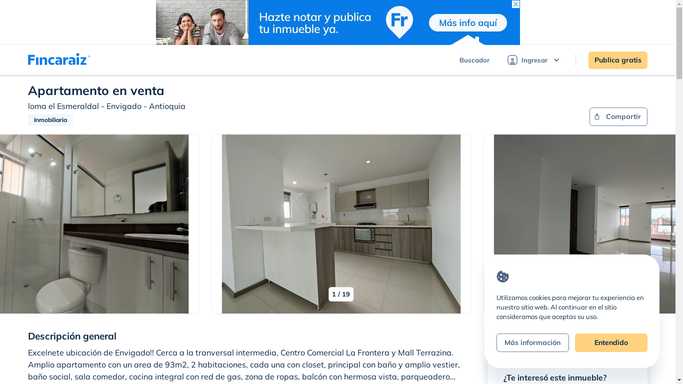 Hazte notar y publica
tu inmueble ya.
Fr
Más info aquí
Fincaraiz
Buscador
Ingresar
Publica gratis
Apartamento en venta
loma el Esmeraldal - Envigado - Antioquia
Inmobiliaria
Compartir
1 / 19
Utilizamos cookies para mejorar tu experiencia en
nuestro sitio web. Al continuar en el sitio
consideramos que aceptas su uso.
Más información
Entendido
Descripción general
Excelnete ubicación de Envigado!! Cerca a la tranversal intermedia, Centro Comercial La Frontera y Mall Terrazina.
Amplio apartamento con un area de 93m2, 2 habitaciones, cada una con closet, principal con baño y amplio vestier,
baño social, sala comedor, cocina integral con red de gas, zona de ropas, balcón con hermosa vista, parqueadero...
¿Te interesó este inmueble?